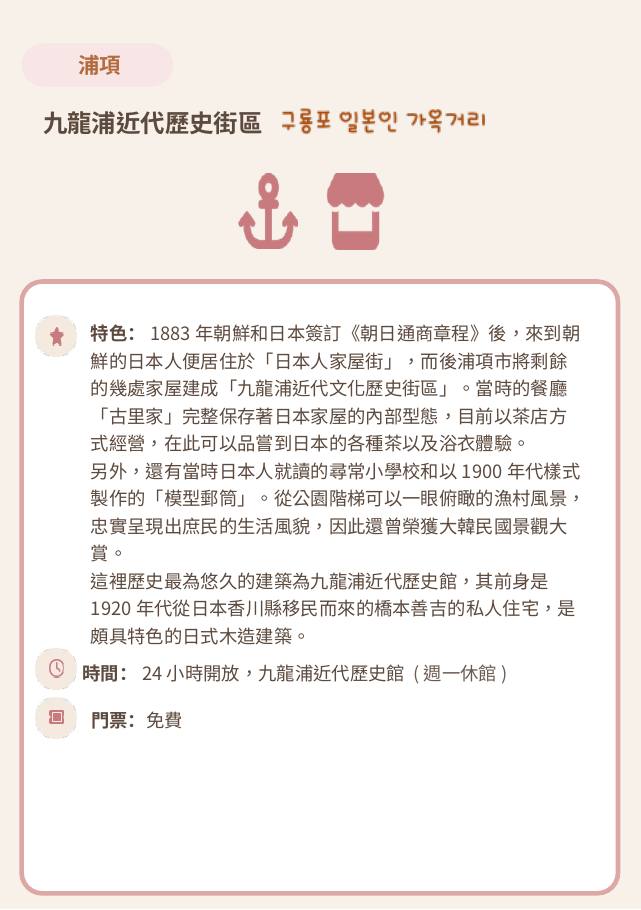 浦項
九龍浦近代歷史街區 구룡포 일본인 가옥거리
特色： 1883 年朝鮮和日本簽訂《朝日通商章程》後，來到朝
鮮的日本人便居住於「日本人家屋街」，而後浦項市將剩餘
的幾處家屋建成「九龍浦近代文化歷史街區」。當時的餐廳
「古里家」完整保存著日本家屋的內部型態，目前以茶店方
式經營，在此可以品嘗到日本的各種茶以及浴衣體驗。
另外，還有當時日本人就讀的尋常小學校和以 1900 年代樣式
製作的「模型郵筒」。從公園階梯可以一眼俯瞰的漁村風景，
忠實呈現出庶民的生活風貌，因此還曾榮獲大韓民國景觀大
賞。
這裡歷史最為悠久的建築為九龍浦近代歷史館，其前身是
1920 年代從日本香川縣移民而來的橋本善吉的私人住宅，是
頗具特色的日式木造建築。
時間： 24 小時開放，九龍浦近代歷史館（週一休館）
門票： 免費